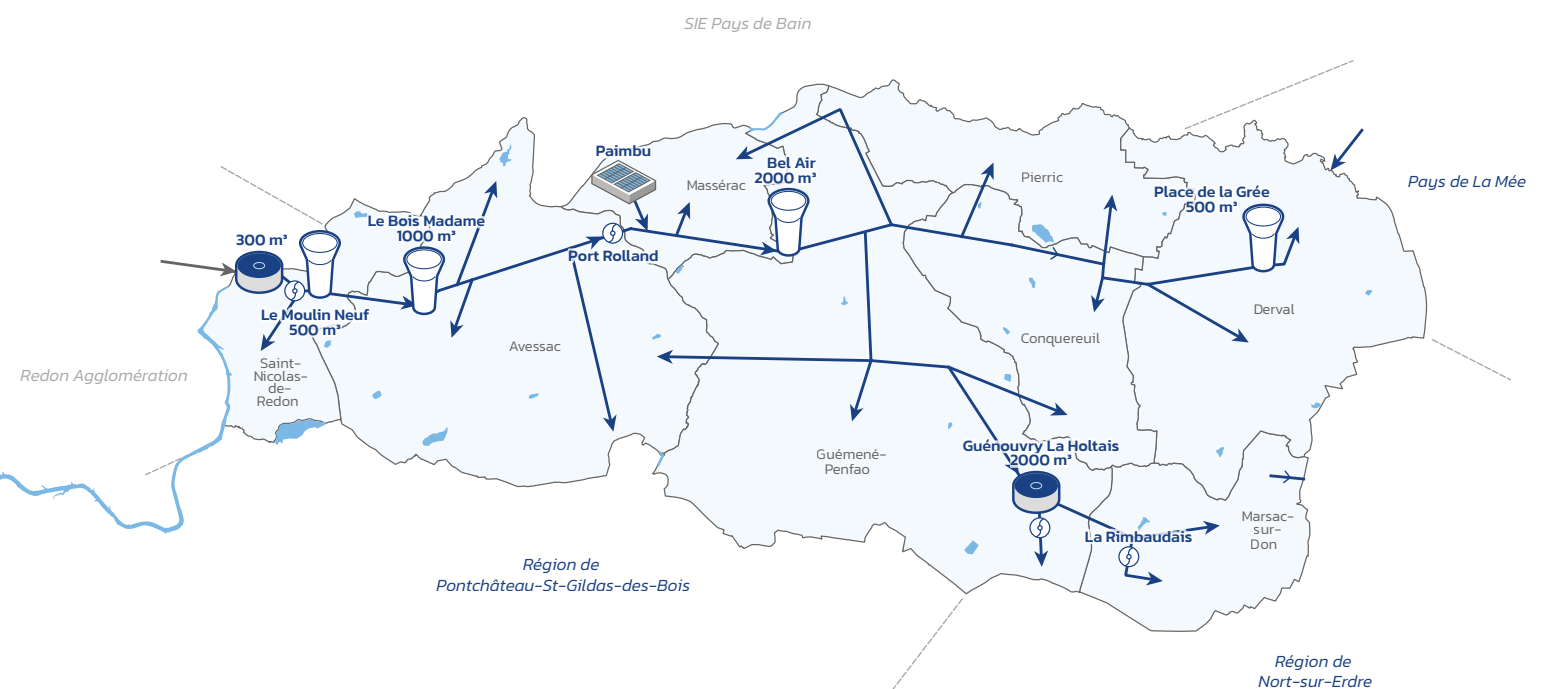 SIE Pays de Bain
Paimbu
Massérac
Bel Air
2000 m³
Pierric
Place de la Grée
500 m³
Pays de La Mée
Le Bois Madame
1000 m³
300 m³
Port Rolland
Le Moulin Neuf
500 m³
Derval
Conquereuil
Avessac
Saint-
Nicolas-
de-
Redon
Redon Agglomération
Guémené-
Penfao
Guénouvry La Holtais
2000 m³
Marsac-
sur-
Don
La Rimbaudais
Région de
Pontchâteau-St-Gildas-des-Bois
Région de
Nort-sur-Erdre